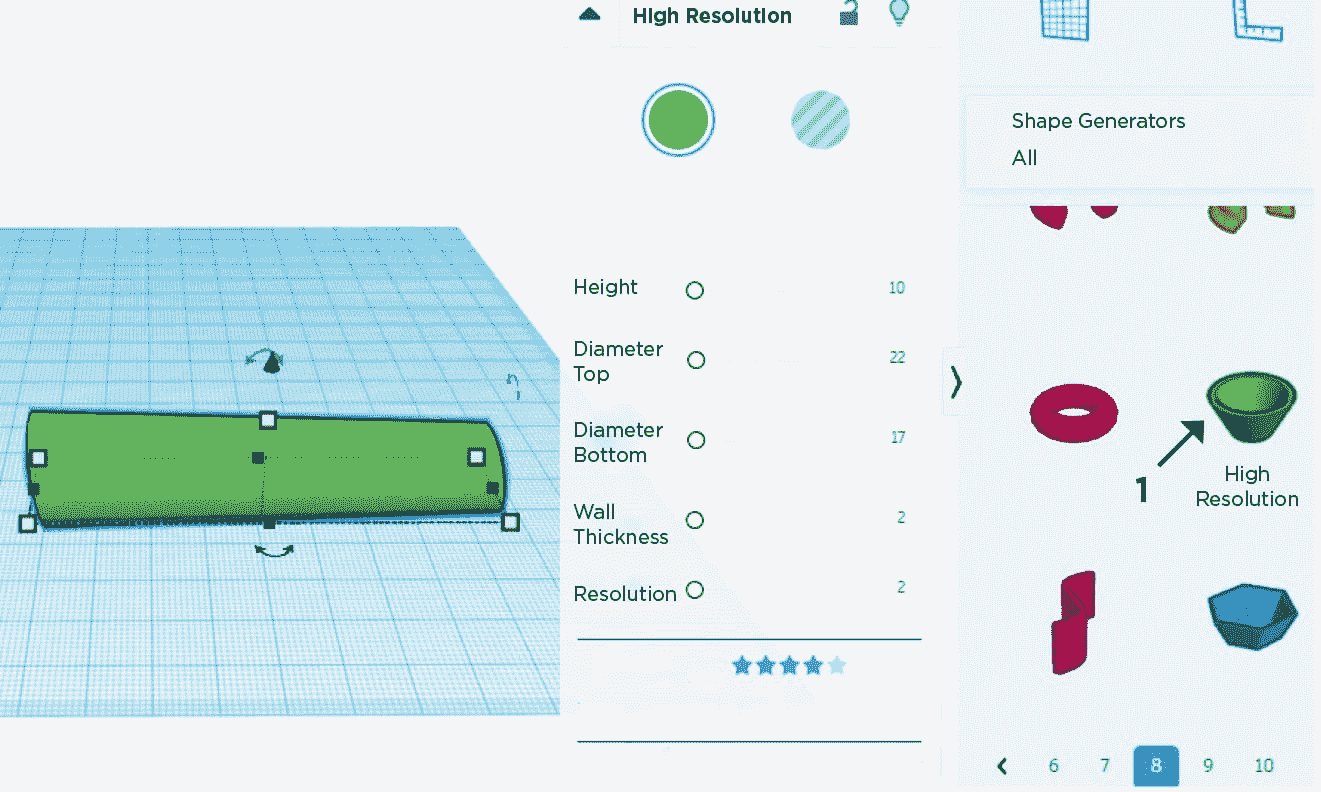 High Resolution
Height 10
Diameter
Top 22
Diameter
Bottom 17
Wall
Thickness 2
Resolution 2
Shape Generators
All
1
High
Resolution
6 7 8 9 10